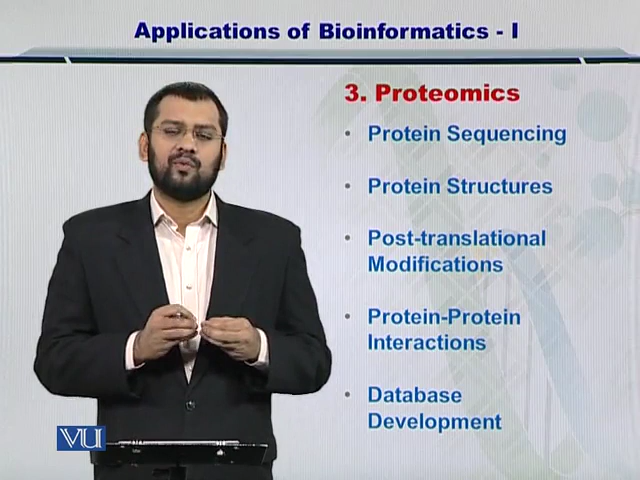 Applications of Bioinformatics - I
3. Proteomics
• Protein Sequencing
• Protein Structures
• Post-translational
Modifications
• Protein-Protein
Interactions
• Database
Development
VU